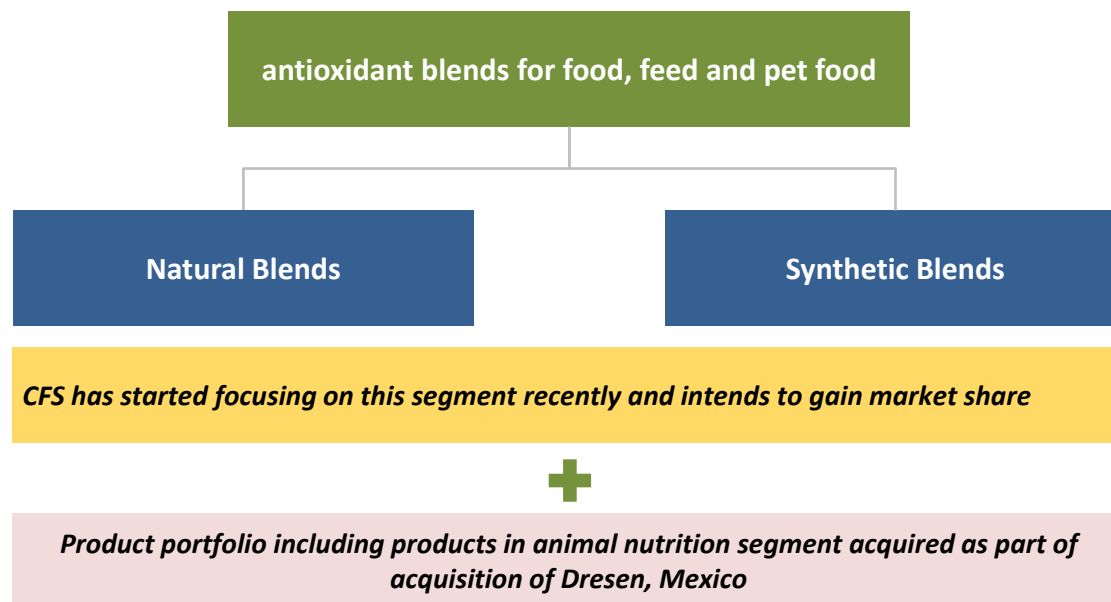 antioxidant blends for food, feed and pet food
Natural Blends
Synthetic Blends
CFS has started focusing on this segment recently and intends to gain market share
Product portfolio including products in animal nutrition segment acquired as part of
acquisition of Dresen, Mexico